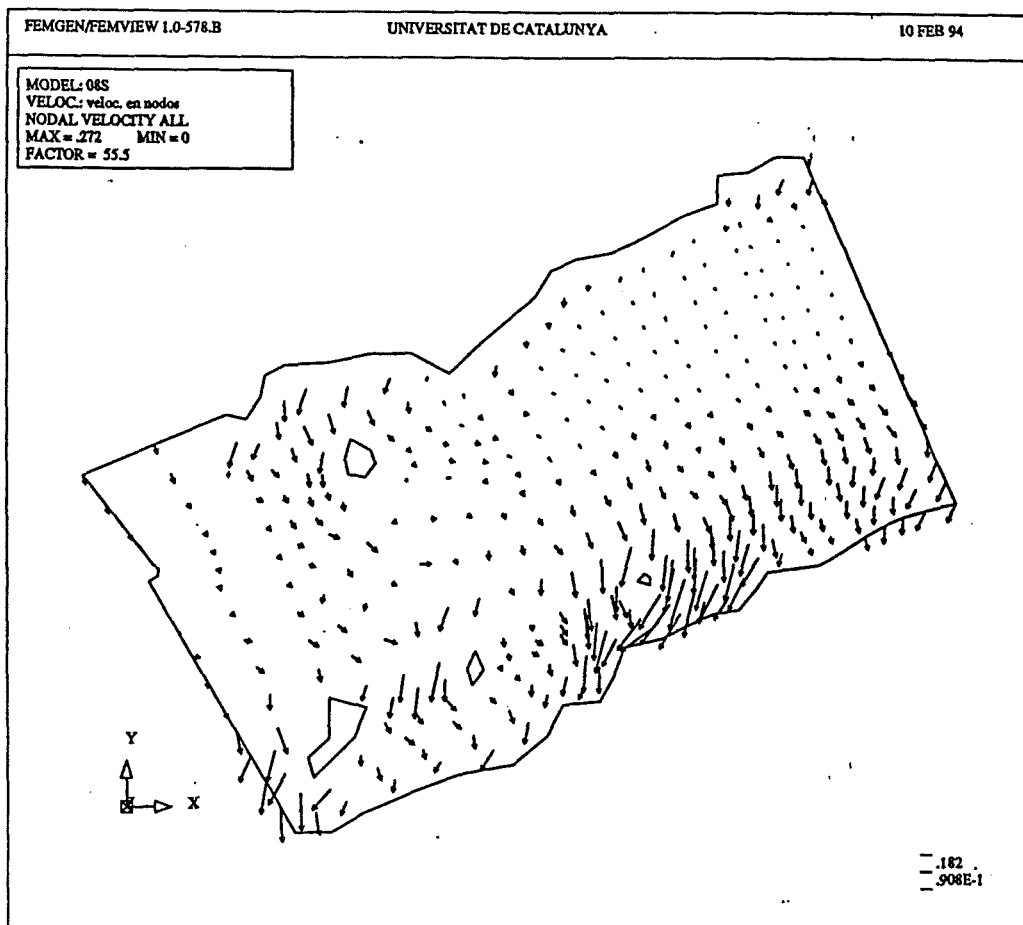 FEMGEN/FEMVIEW 1.0-578.B UNIVERSITAT DE CATALUNYA 10 FEB 94
MODEL: 08S
VELOC.: veloc. en nodos
NODAL VELOCITY ALL
MAX = .272 MIN = 0
FACTOR = 55.5
Y
X
.182
.908E-1